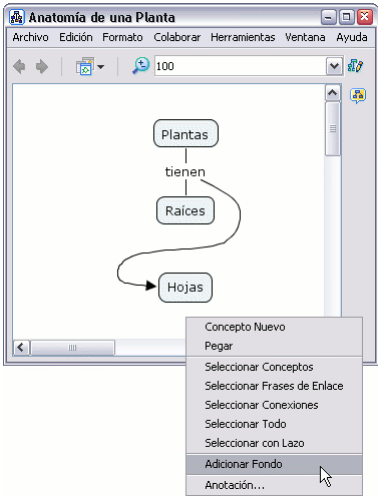 Anatomía de una Planta
Archivo Edición Formato Colaborar Herramientas Ventana Ayuda
100
Plantas
tienen
Raíces
Hojas
Concepto Nuevo
Pegar
Seleccionar Conceptos
Seleccionar Frases de Enlace
Seleccionar Conexiones
Seleccionar Todo
Seleccionar con Lazo
Adicionar Fondo
Anotación...